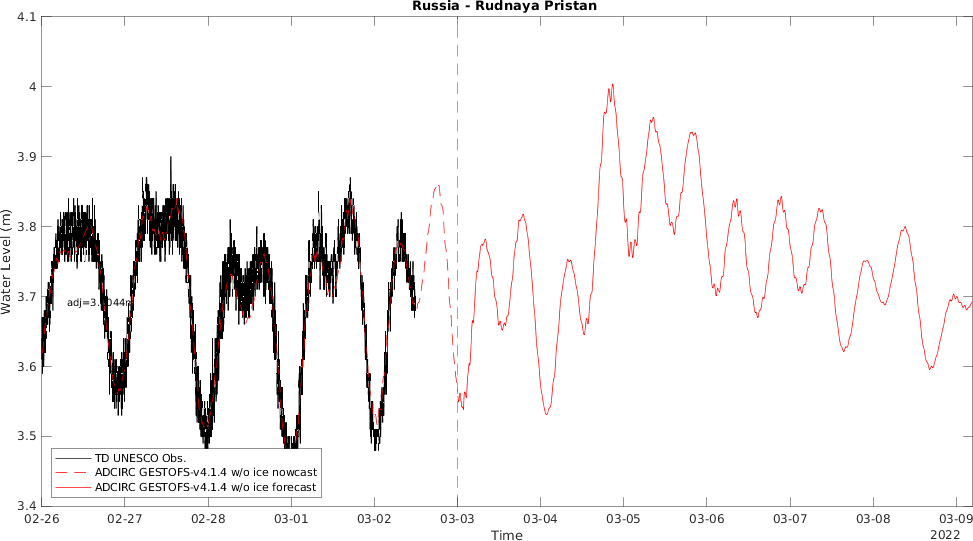 Russia - Rudnaya Pristan
4.1
4
3.9
3.8
3.7
3.6
3.5
3.4
Water Level (m)
TD UNESCO Obs.
ADCIRC GESTOFS-v4.1.4 w/o ice nowcast
ADCIRC GESTOFS-v4.1.4 w/o ice forecast
02-26 02-27 02-28 03-01 03-02 03-03 03-04 03-05 03-06 03-07 03-08 03-09
Time
2022